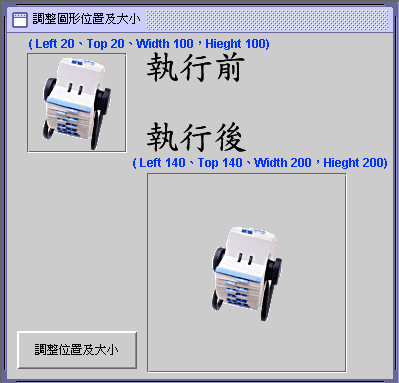 調整圖形位置及大小
( Left 20、Top 20、Width 100，Hieght 100)
執行前
執行後
( Left 140、Top 140、Width 200，Hieght 200)
調整位置及大小